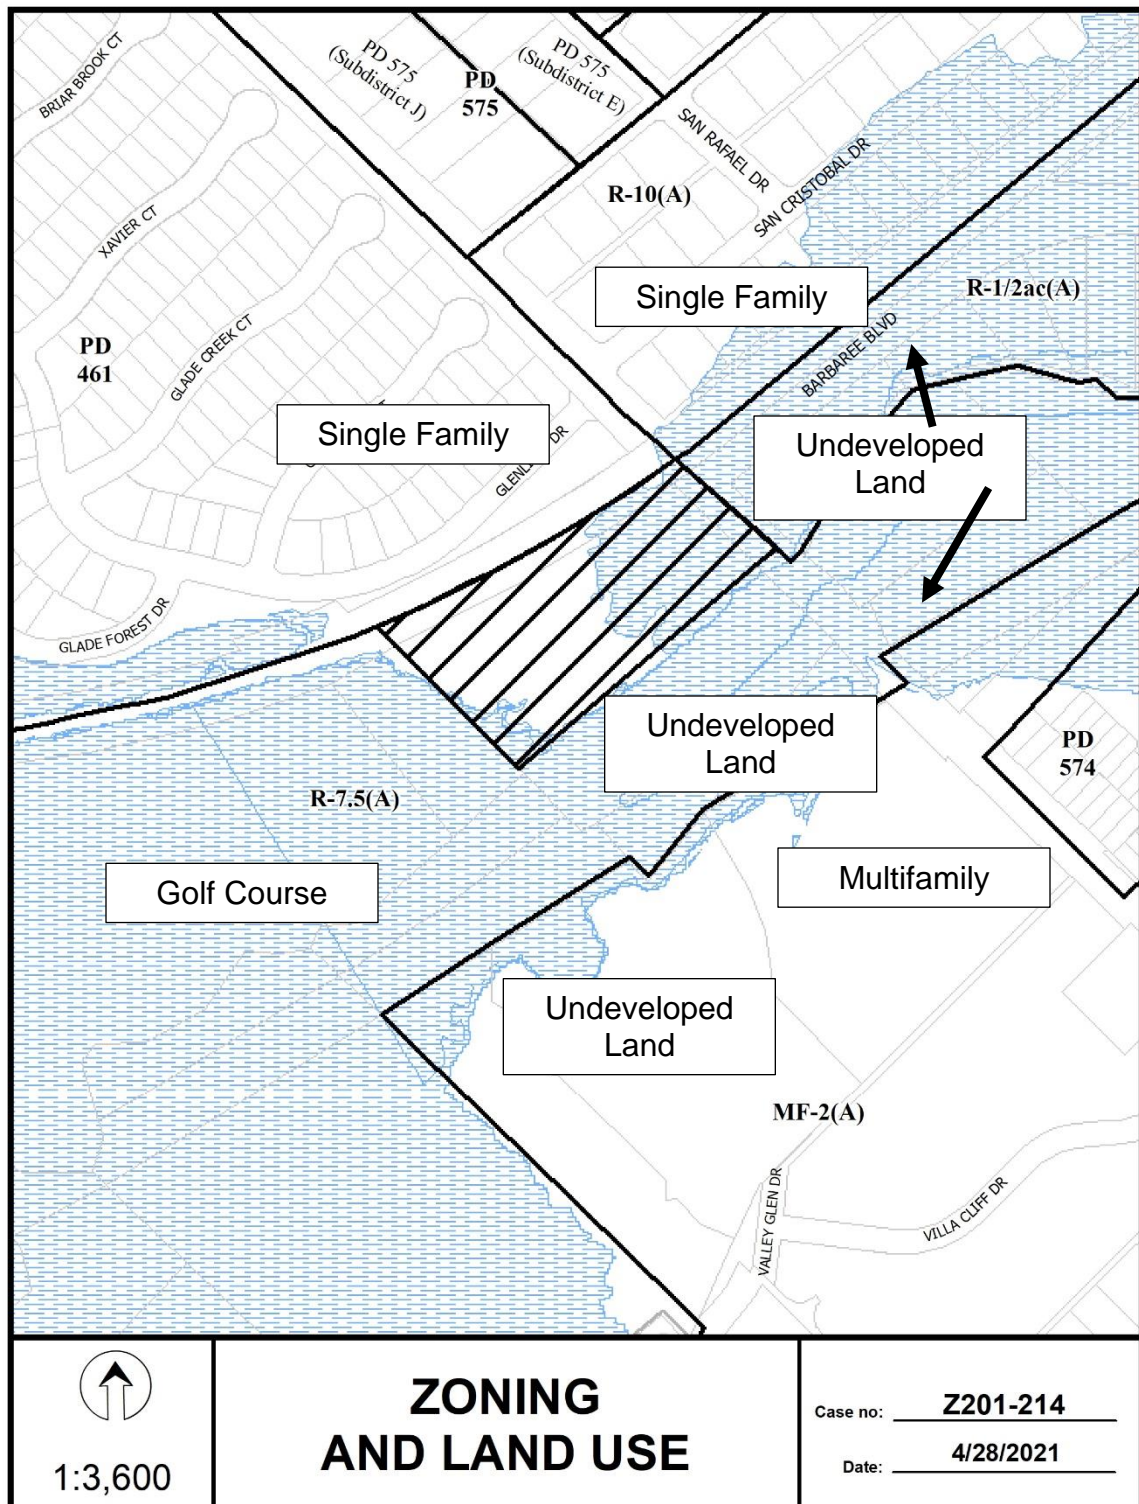 BRIAR BROOK CT
PD 575
(Subdistrict J)
PD
575
PD 575
(Subdistrict E)
SAN RAFAEL DR
R-10(A)
SAN CRISTOBAL DR
XAVIER CT
Single Family
R-1/2ac(A)
PD
461
GLADE CREEK CT
BARBAREE BLVD
Single Family
DR
Undeveloped
Land
GLADE FOREST DR
Undeveloped
Land
PD
574
R-7.5(A)
Golf Course
Multifamily
Undeveloped
Land
MF-2(A)
VALLEY GLEN DR
VILLA CLIFF DR
1:3,600
ZONING
AND LAND USE
Case no: Z201-214
Date: 4/28/2021